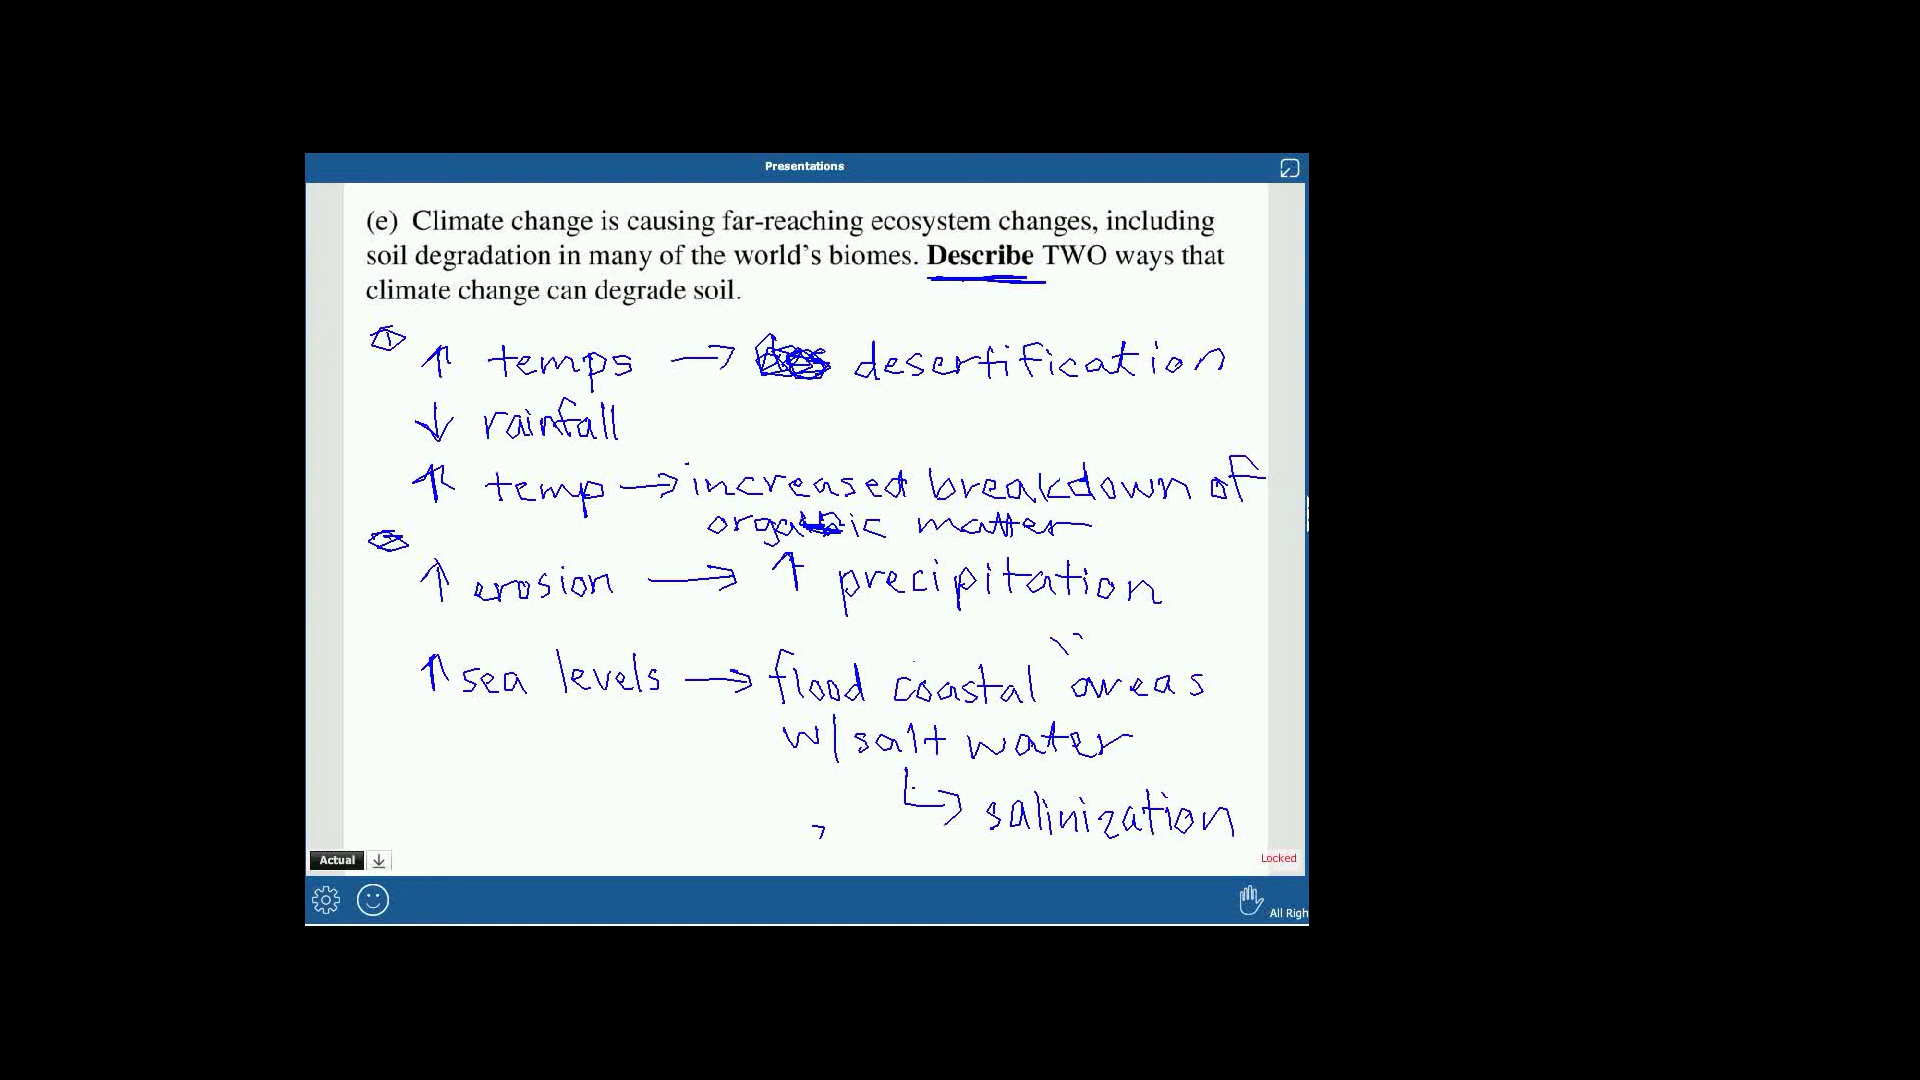 Presentations
(e) Climate change is causing far-reaching ecosystem changes, including
soil degradation in many of the world's biomes. Describe TWO ways that
climate change can degrade soil.
① ↑ temps → desertification
↓ rainfall
↑ temp → increased breakdown of
organic matter
↑ erosion → ↑ precipitation
↑ sea levels → flood coastal areas
w/ salt water
↳ salinization
Actual
Locked
All Righ